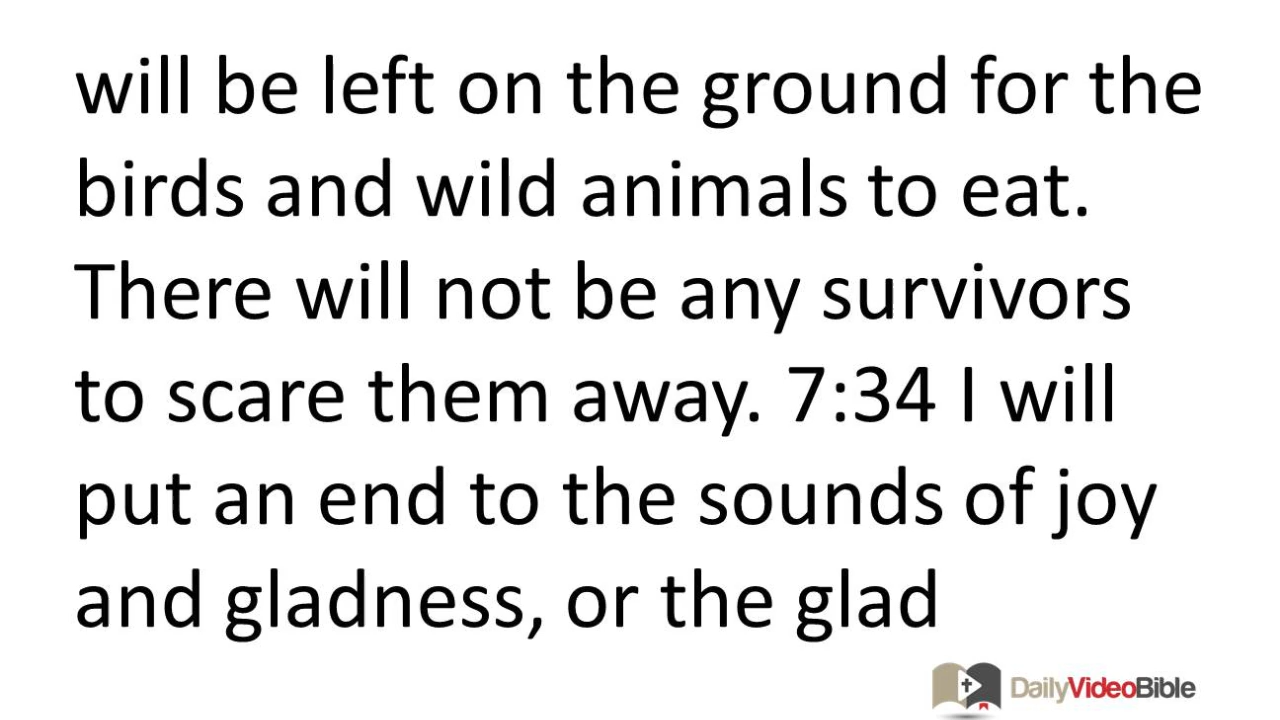 will be left on the ground for the
birds and wild animals to eat.
There will not be any survivors
to scare them away. 7:34 I will
put an end to the sounds of joy
and gladness, or the glad
DailyVideoBible